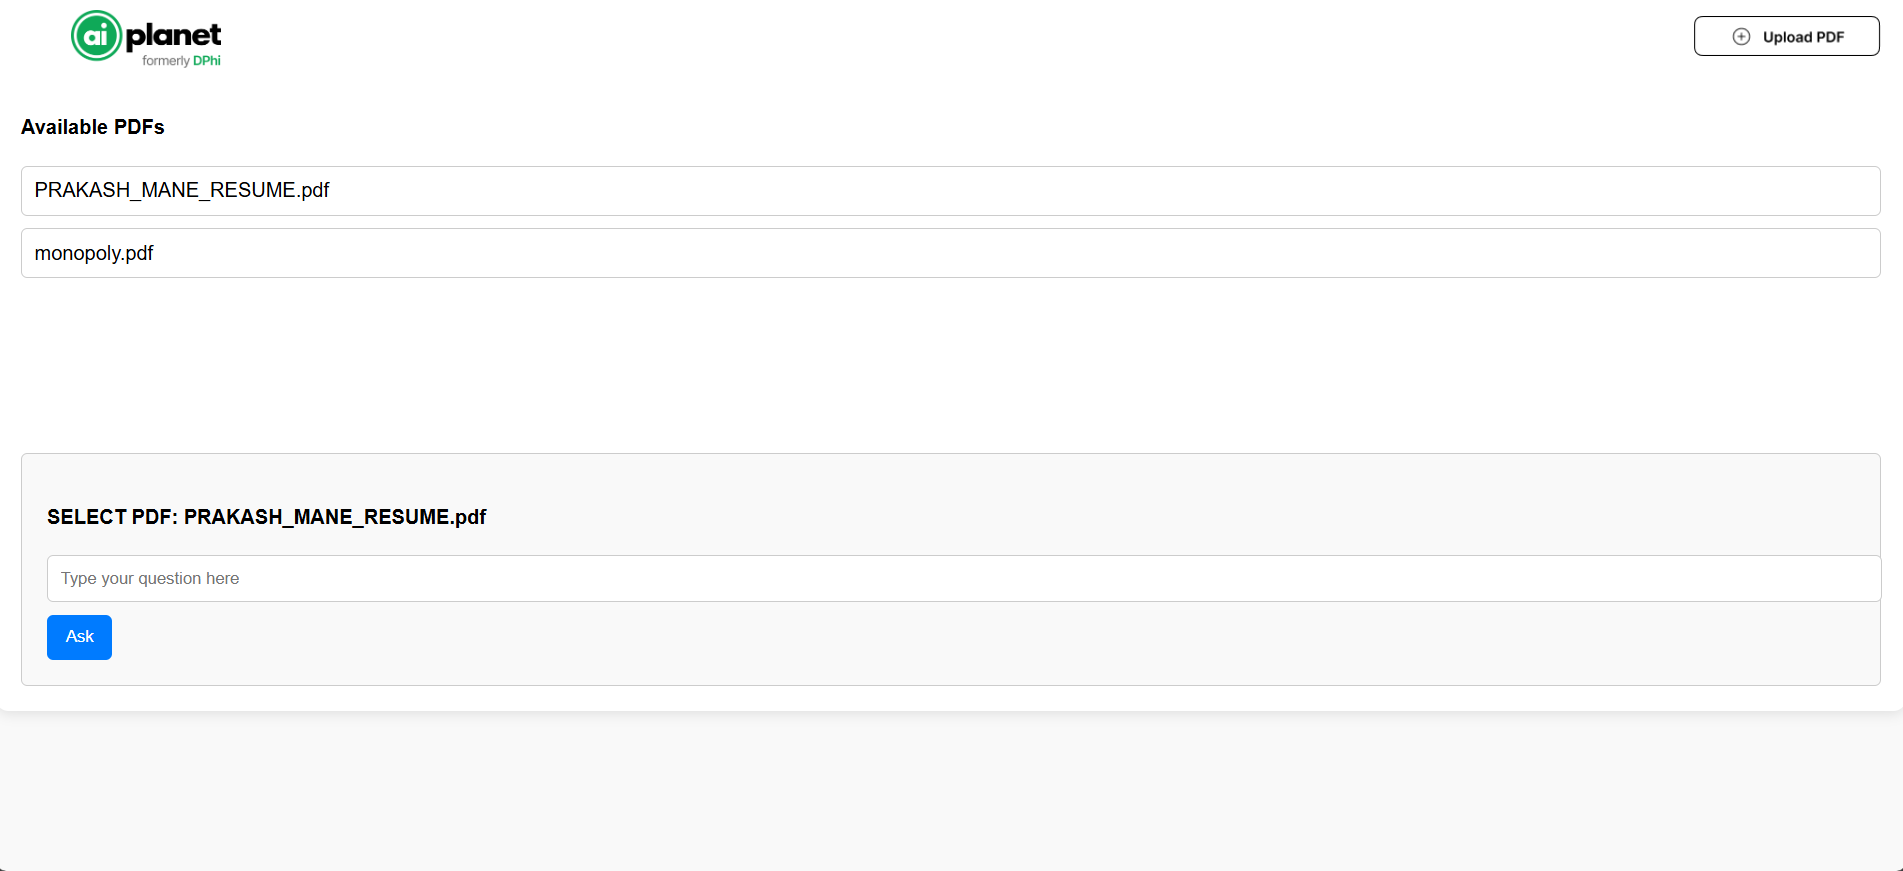 ai planet
formerly DPhi
Upload PDF
Available PDFs
PRAKASH_MANE_RESUME.pdf
monopoly.pdf
SELECT PDF: PRAKASH_MANE_RESUME.pdf
Type your question here
Ask